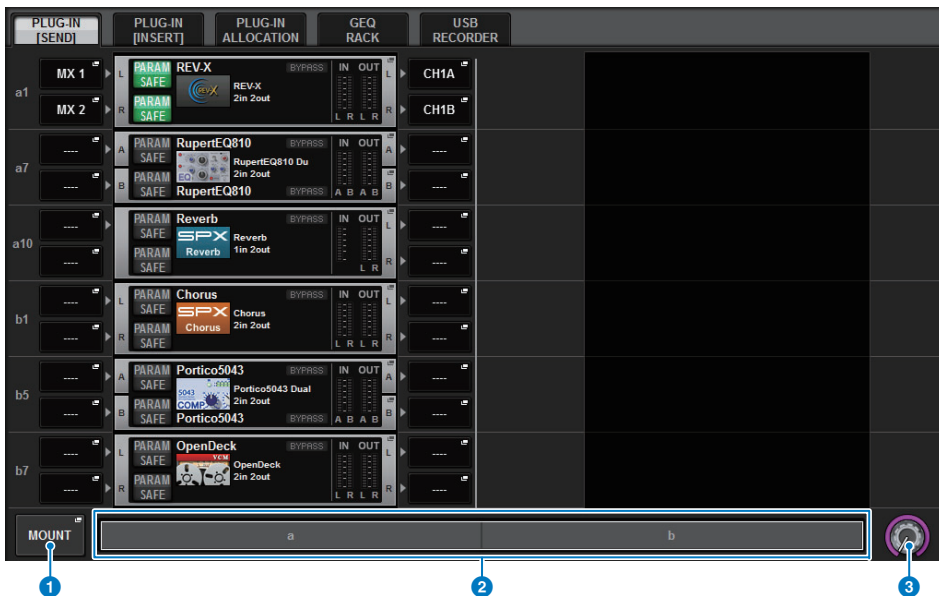 PLUG-IN [SEND]
PLUG-IN [INSERT]
PLUG-IN ALLOCATION
GEQ RACK
USB RECORDER
a1
MX 1
L
PARAM SAFE
REV-X
BYPASS
IN OUT
L
CH1A
REV-X
REV-X
2in 2out
MX 2
R
PARAM SAFE
L R L R
R
CH1B
a7
----
A
PARAM SAFE
RupertEQ810
BYPASS
IN OUT
A
----
EQ
RupertEQ810 Du
2in 2out
----
B
PARAM SAFE
RupertEQ810
BYPASS
A B A B
B
----
a10
----
PARAM SAFE
Reverb
BYPASS
IN OUT
L
----
SPX
Reverb
Reverb
1in 2out
----
PARAM SAFE
L R
R
----
b1
----
L
PARAM SAFE
Chorus
BYPASS
IN OUT
L
----
SPX
Chorus
Chorus
2in 2out
----
R
PARAM SAFE
L R L R
R
----
b5
----
A
PARAM SAFE
Portico5043
BYPASS
IN OUT
A
----
5043
COMP
Portico5043 Dual
2in 2out
----
B
PARAM SAFE
Portico5043
BYPASS
A B A B
B
----
b7
----
L
PARAM SAFE
OpenDeck
BYPASS
IN OUT
L
----
VCM
OpenDeck
2in 2out
----
R
PARAM SAFE
L R L R
R
----
MOUNT
a
b
1
2
3